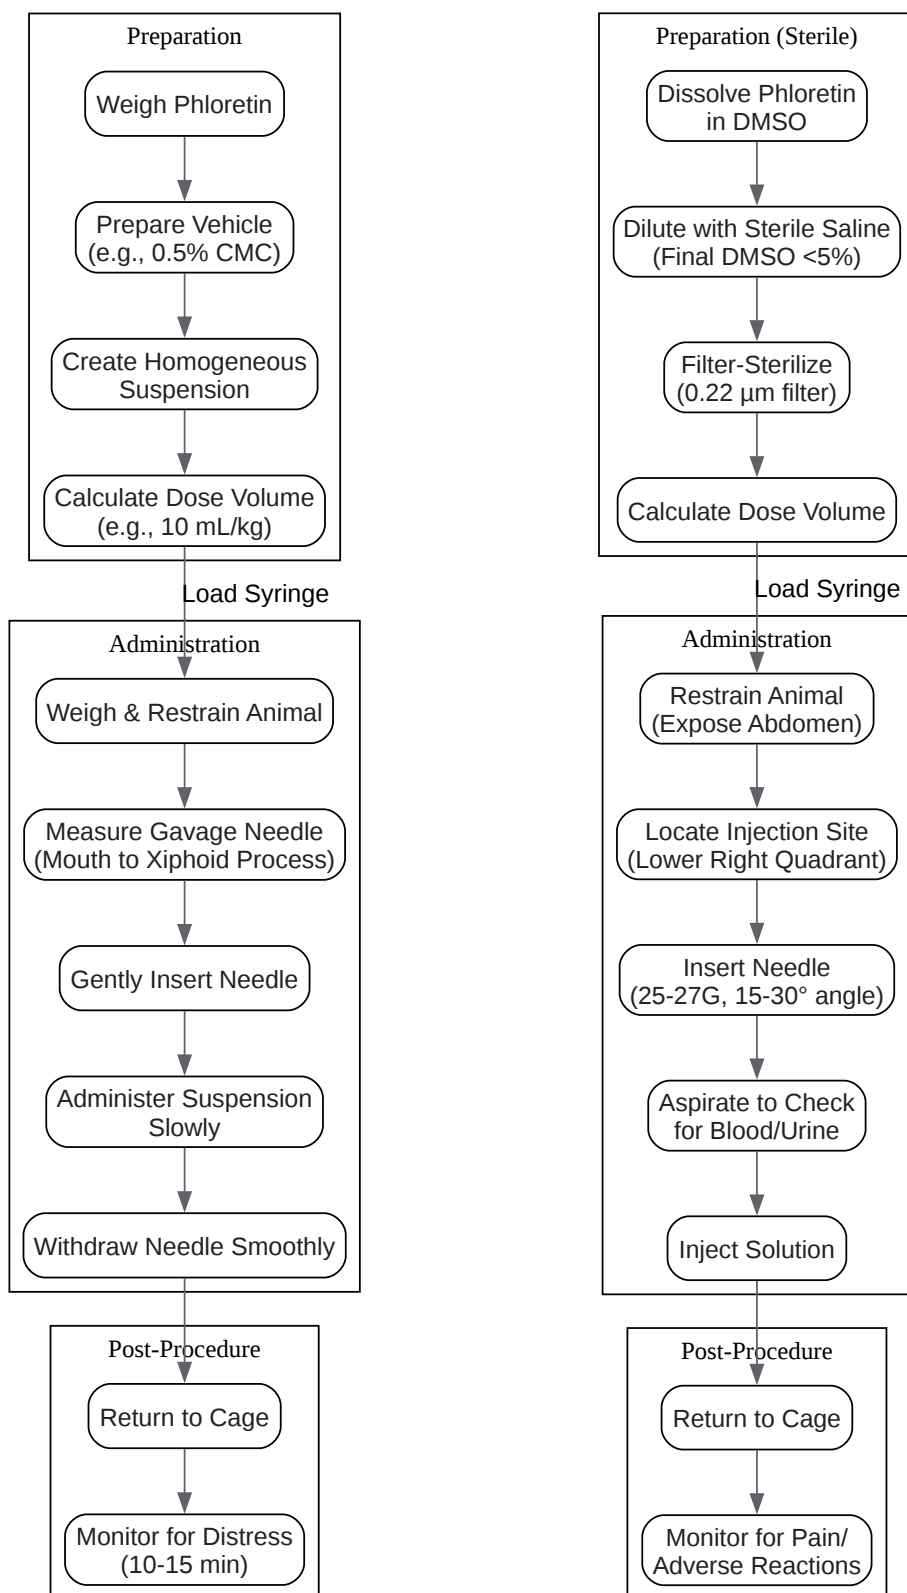 Preparation
Weigh Phloretin
Prepare Vehicle
(e.g., 0.5% CMC)
Create Homogeneous
Suspension
Calculate Dose Volume
(e.g., 10 mL/kg)
Load Syringe
Administration
Weigh & Restrain Animal
Measure Gavage Needle
(Mouth to Xiphoid Process)
Gently Insert Needle
Administer Suspension
Slowly
Withdraw Needle Smoothly
Post-Procedure
Return to Cage
Monitor for Distress
(10-15 min)
Preparation (Sterile)
Dissolve Phloretin
in DMSO
Dilute with Sterile Saline
(Final DMSO <5%)
Filter-Sterilize
(0.22 µm filter)
Calculate Dose Volume
Load Syringe
Administration
Restrain Animal
(Expose Abdomen)
Locate Injection Site
(Lower Right Quadrant)
Insert Needle
(25-27G, 15-30° angle)
Aspirate to Check
for Blood/Urine
Inject Solution
Post-Procedure
Return to Cage
Monitor for Pain/
Adverse Reactions